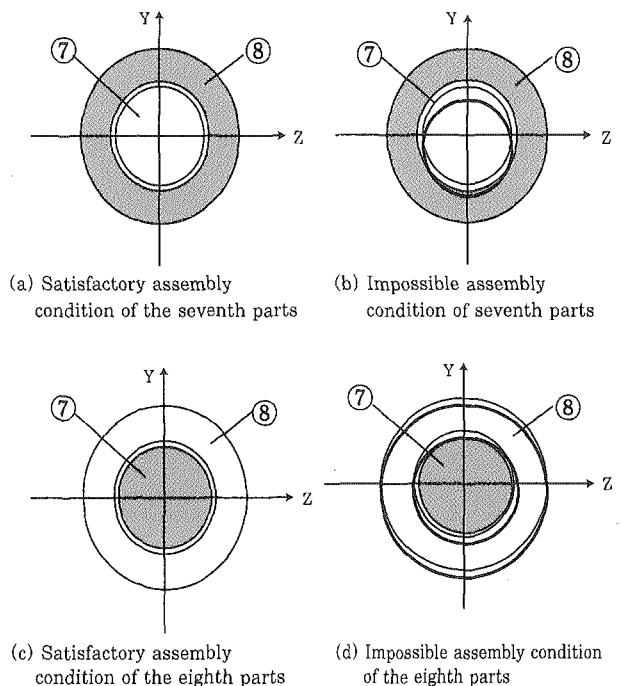 Y
⑦
⑧
Z
(a) Satisfactory assembly
condition of the seventh parts
Y
⑦
⑧
Z
(b) Impossible assembly
condition of seventh parts
Y
⑦
⑧
Z
(c) Satisfactory assembly
condition of the eighth parts
Y
⑦
⑧
Z
(d) Impossible assembly condition
of the eighth parts